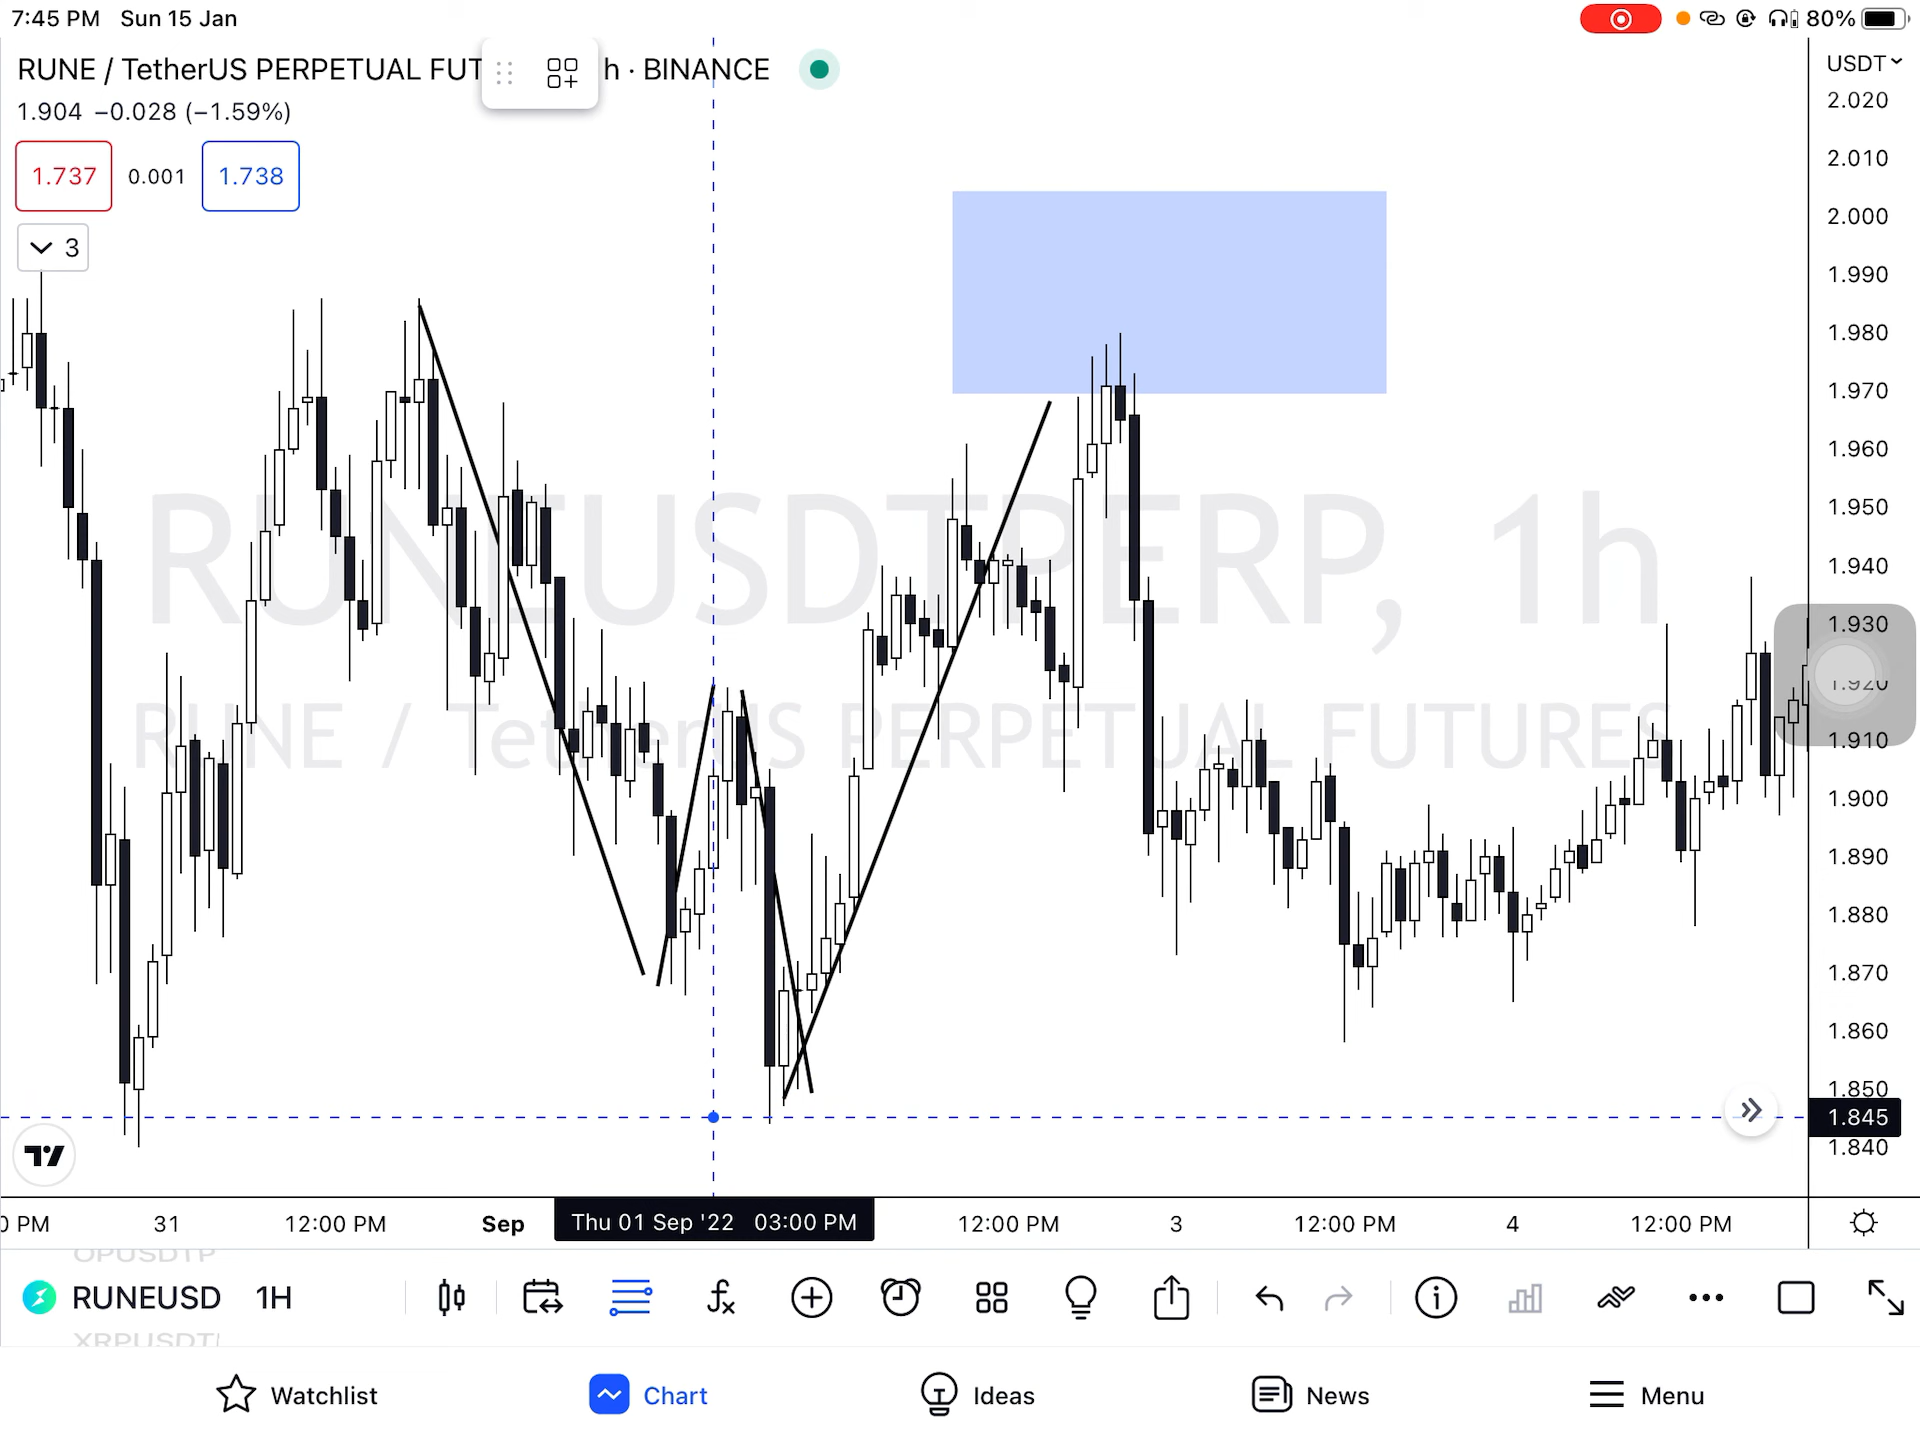 7:45 PM Sun 15 Jan 80%
RUNE / TetherUS PERPETUAL FUT h · BINANCE
USDT
1.904 −0.028 (−1.59%)
1.737 0.001 1.738
3
2.020
2.010
2.000
1.990
1.980
1.970
1.960
1.950
1.940
1.930
1.920
1.910
1.900
1.890
1.880
1.870
1.860
1.850
1.845
1.840
RUNEUSDTPERP, 1h
RUNE / TetherUS PERPETUAL FUTURES
0 PM 31 12:00 PM Sep Thu 01 Sep '22 03:00 PM 12:00 PM 3 12:00 PM 4 12:00 PM
OPUSDTP
RUNEUSD 1H
XRPUSDT
Watchlist Chart Ideas News Menu